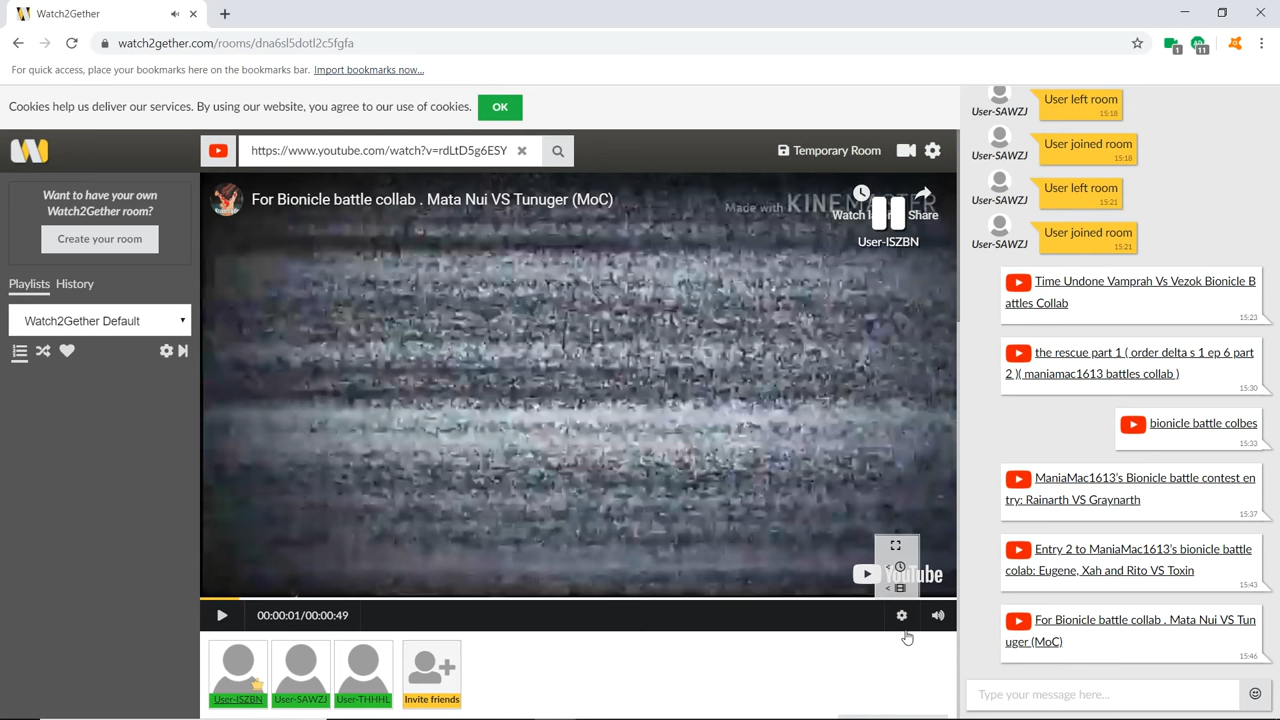 Watch2Gether
watch2gether.com/rooms/dna6sl5dotl2c5fgfa
1
11
For quick access, place your bookmarks here on the bookmarks bar. Import bookmarks now...
Cookies help us deliver our services. By using our website, you agree to our use of cookies. OK
https://www.youtube.com/watch?v=rdLtD5g6ESY
Temporary Room
Want to have your own
Watch2Gether room?
Create your room
Playlists History
Watch2Gether Default
For Bionicle battle collab . Mata Nui VS Tunuger (MoC)
Made with KINEMASTER
Share
User-ISZBN
YouTube
00:00:01/00:00:49
User-ISZBN
User-SAWZJ
User-THHHL
Invite friends
User left room
User-SAWZJ
15:18
User joined room
User-SAWZJ
15:18
User left room
User-SAWZJ
15:21
User joined room
User-SAWZJ
15:21
Time Undone Vamprah Vs Vezok Bionicle B
attles Collab
15:23
the rescue part 1 ( order delta s 1 ep 6 part
2 )( maniamac1613 battles collab )
15:30
bionicle battle colbes
15:33
ManiaMac1613's Bionicle battle contest en
try: Rainarth VS Graynarth
15:37
Entry 2 to ManiaMac1613's bionicle battle
colab: Eugene, Xah and Rito VS Toxin
15:43
For Bionicle battle collab . Mata Nui VS Tun
uger (MoC)
15:46
Type your message here...